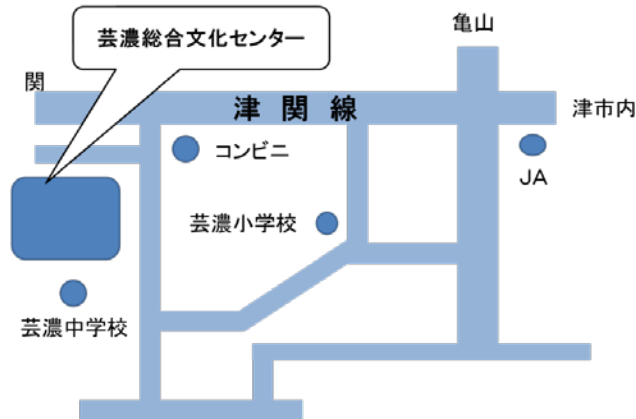 芸濃総合文化センター
亀山
関
津関線
津市内
コンビニ
JA
芸濃小学校
芸濃中学校